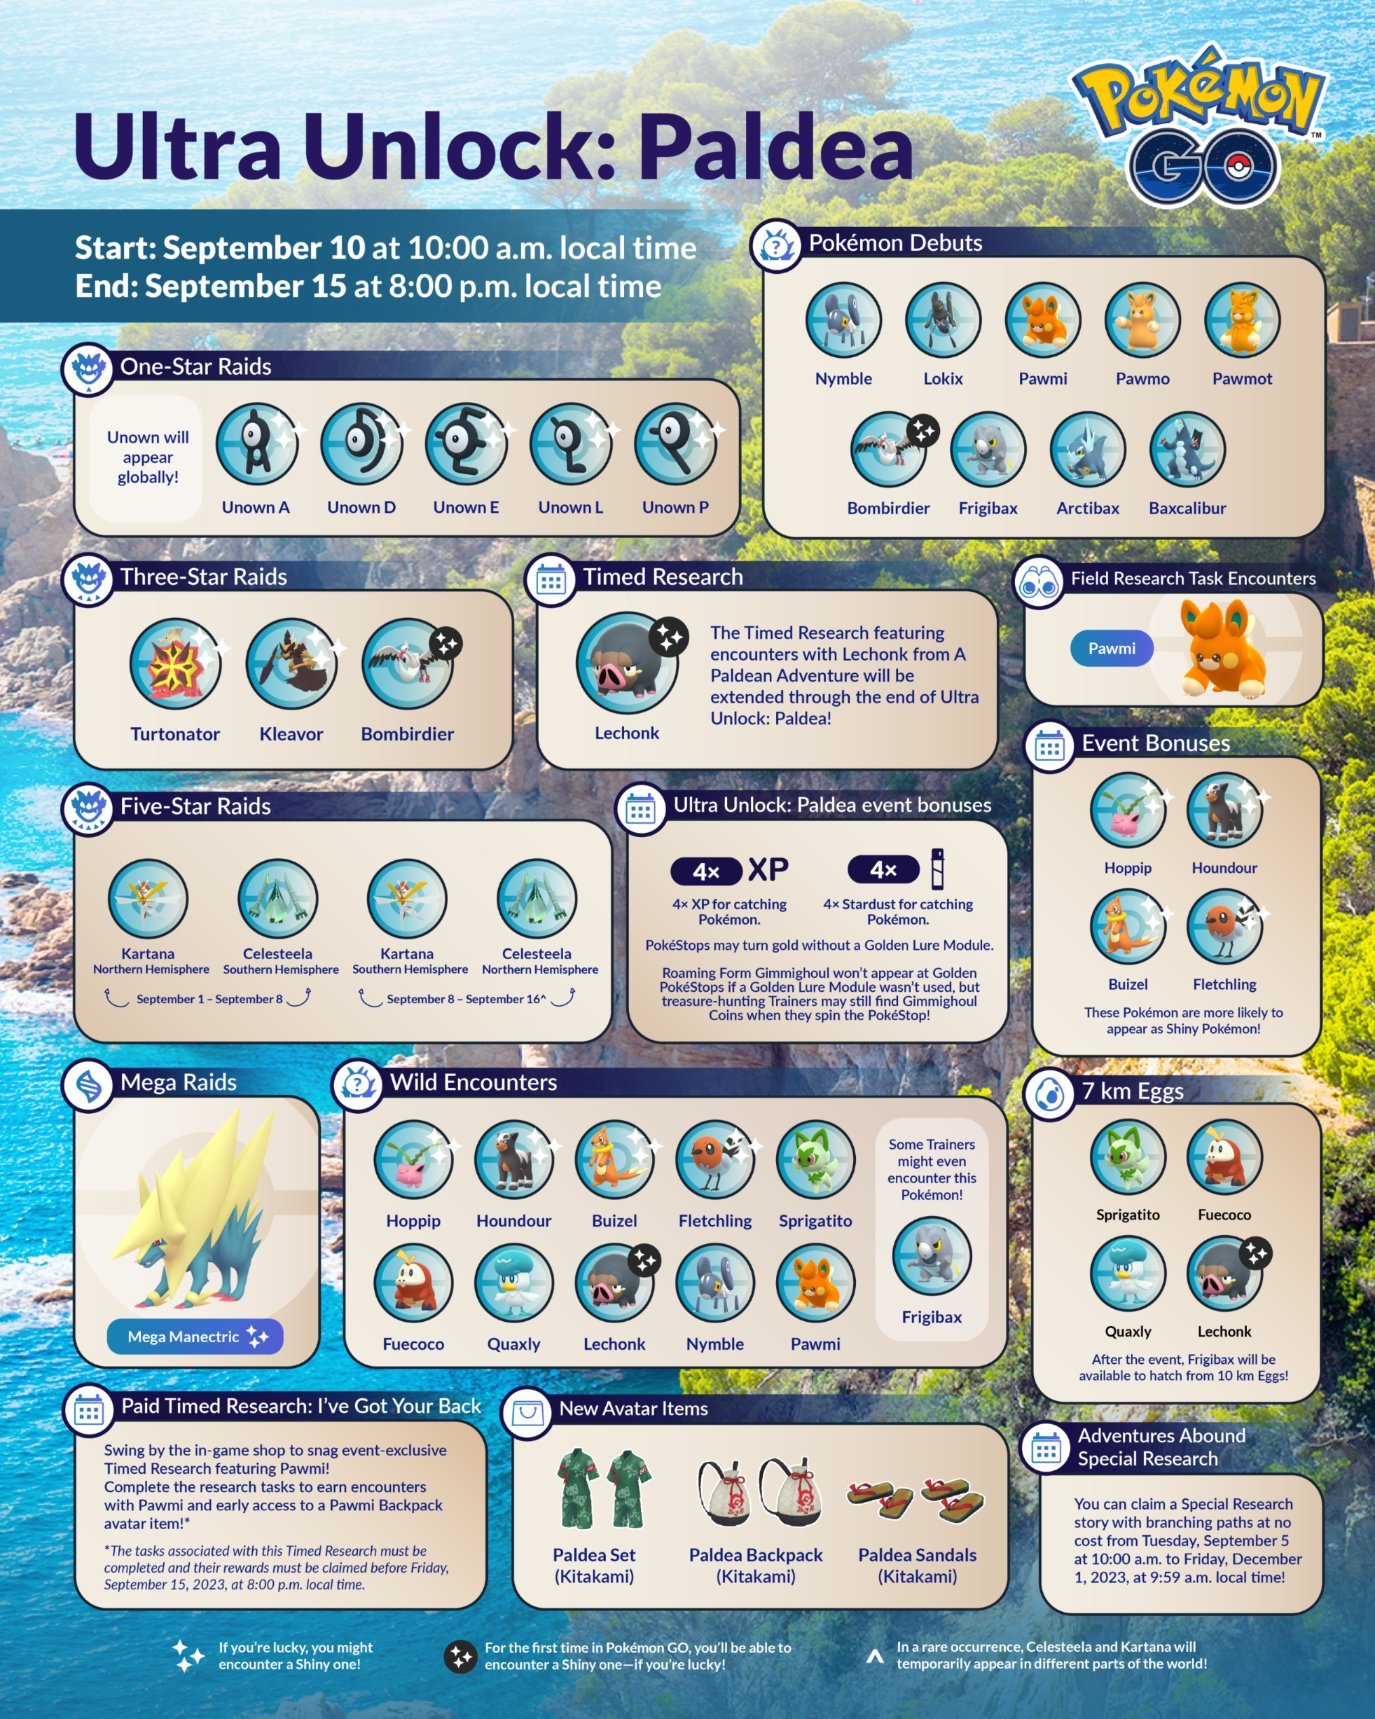 POKéMON
GO
™
Ultra Unlock: Paldea
Start: September 10 at 10:00 a.m. local time
End: September 15 at 8:00 p.m. local time
Pokémon Debuts
Nymble
Lokix
Pawmi
Pawmo
Pawmot
Bombirdier
Frigibax
Arctibax
Baxcalibur
One-Star Raids
Unown will
appear
globally!
Unown A
Unown D
Unown E
Unown L
Unown P
Three-Star Raids
Turtonator
Kleavor
Bombirdier
Timed Research
Lechonk
The Timed Research featuring
encounters with Lechonk from A
Paldean Adventure will be
extended through the end of Ultra
Unlock: Paldea!
Field Research Task Encounters
Pawmi
Five-Star Raids
Kartana
Northern Hemisphere
Celesteela
Southern Hemisphere
September 1 – September 8
Kartana
Southern Hemisphere
Celesteela
Northern Hemisphere
September 8 – September 16^
Ultra Unlock: Paldea event bonuses
4× XP
4×
4× XP for catching
Pokémon.
4× Stardust for catching
Pokémon.
PokéStops may turn gold without a Golden Lure Module.
Roaming Form Gimmighoul won't appear at Golden
PokéStops if a Golden Lure Module wasn't used, but
treasure-hunting Trainers may still find Gimmighoul
Coins when they spin the PokéStop!
Event Bonuses
Hoppip
Houndour
Buizel
Fletchling
These Pokémon are more likely to
appear as Shiny Pokémon!
Mega Raids
Mega Manectric
Wild Encounters
Hoppip
Houndour
Buizel
Fletchling
Sprigatito
Fuecoco
Quaxly
Lechonk
Nymble
Pawmi
Some Trainers
might even
encounter this
Pokémon!
Frigibax
7 km Eggs
Sprigatito
Fuecoco
Quaxly
Lechonk
After the event, Frigibax will be
available to hatch from 10 km Eggs!
Paid Timed Research: I've Got Your Back
Swing by the in-game shop to snag event-exclusive
Timed Research featuring Pawmi!
Complete the research tasks to earn encounters
with Pawmi and early access to a Pawmi Backpack
avatar item!*
*The tasks associated with this Timed Research must be
completed and their rewards must be claimed before Friday,
September 15, 2023, at 8:00 p.m. local time.
New Avatar Items
Paldea Set
(Kitakami)
Paldea Backpack
(Kitakami)
Paldea Sandals
(Kitakami)
Adventures Abound
Special Research
You can claim a Special Research
story with branching paths at no
cost from Tuesday, September 5
at 10:00 a.m. to Friday, December
1, 2023, at 9:59 a.m. local time!
If you're lucky, you might
encounter a Shiny one!
For the first time in Pokémon GO, you'll be able to
encounter a Shiny one—if you're lucky!
^ In a rare occurrence, Celesteela and Kartana will
temporarily appear in different parts of the world!